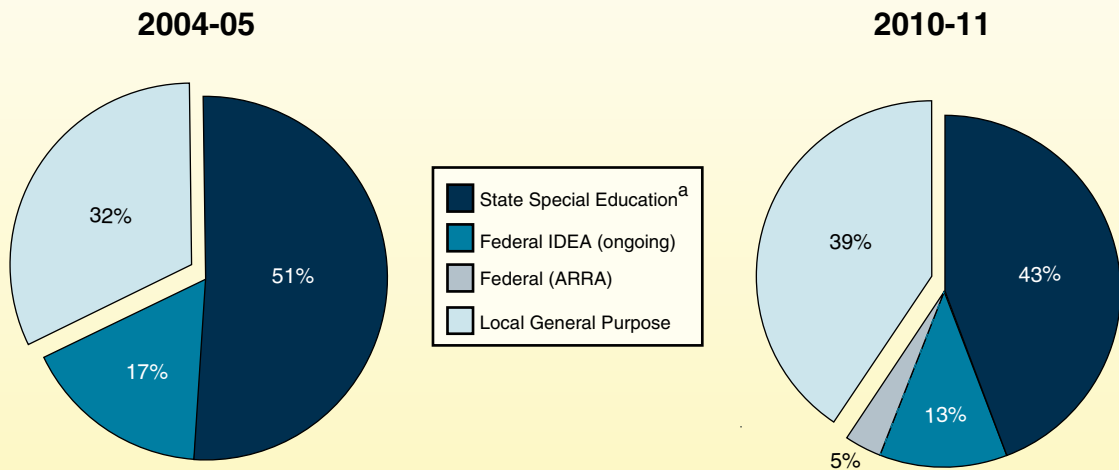 2004-05
32%
51%
17%
State Special Education^a
Federal IDEA (ongoing)
Federal (ARRA)
Local General Purpose
2010-11
39%
43%
13%
5%